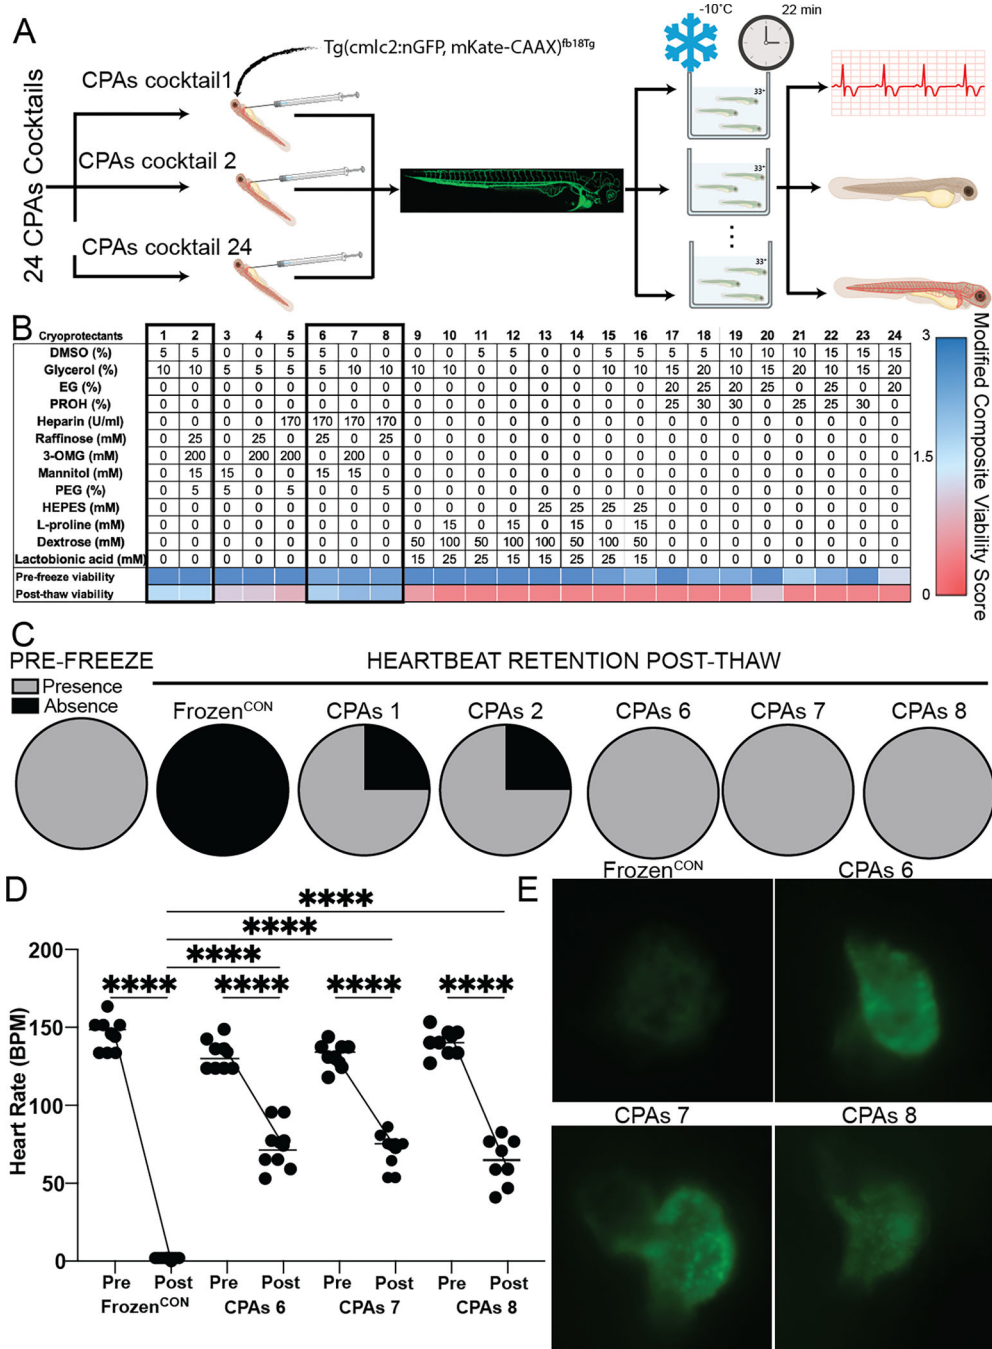 A
24 CPAs Cocktails
CPAs cocktail1
CPAs cocktail 2
CPAs cocktail 24
Tg(cmlc2:nGFP, mKate-CAAX)fb18Tg
-10°C
22 min
33+
33+
33+
B
Cryoprotectants 1 2 3 4 5 6 7 8 9 10 11 12 13 14 15 16 17 18 19 20 21 22 23 24
DMSO (%) 5 5 0 0 5 5 0 0 0 0 5 5 0 0 5 5 5 5 10 10 10 15 15 15
Glycerol (%) 10 10 5 5 5 5 10 10 10 10 0 0 0 0 10 10 15 20 15 10 20 10 15 20
EG (%) 0 0 0 0 0 0 0 0 0 0 0 0 0 0 0 0 20 25 20 25 0 25 0 20
PROH (%) 0 0 0 0 0 0 0 0 0 0 0 0 0 0 0 0 25 30 30 0 25 25 30 0
Heparin (U/ml) 0 0 0 0 170 170 170 170 0 0 0 0 0 0 0 0 0 0 0 0 0 0 0 0
Raffinose (mM) 0 25 0 25 0 25 0 25 0 0 0 0 0 0 0 0 0 0 0 0 0 0 0 0
3-OMG (mM) 0 200 0 200 200 0 200 0 0 0 0 0 0 0 0 0 0 0 0 0 0 0 0 0
Mannitol (mM) 0 15 15 0 0 15 15 0 0 0 0 0 0 0 0 0 0 0 0 0 0 0 0 0
PEG (%) 0 5 5 0 5 0 0 5 0 0 0 0 0 0 0 0 0 0 0 0 0 0 0 0
HEPES (mM) 0 0 0 0 0 0 0 0 0 0 0 0 25 25 25 25 0 0 0 0 0 0 0 0
L-proline (mM) 0 0 0 0 0 0 0 0 0 15 0 15 0 15 0 15 0 0 0 0 0 0 0 0
Dextrose (mM) 0 0 0 0 0 0 0 0 50 100 50 100 100 50 100 50 0 0 0 0 0 0 0 0
Lactobionic acid (mM) 0 0 0 0 0 0 0 0 15 25 25 15 15 25 25 15 0 0 0 0 0 0 0 0
Pre-freeze viability
Post-thaw viability
3
1.5
0
Modified Composite Viability Score
C
PRE-FREEZE
HEARTBEAT RETENTION POST-THAW
Presence
Absence
FrozenCON
CPAs 1
CPAs 2
CPAs 6
CPAs 7
CPAs 8
D
****
****
****
**** **** **** ****
Heart Rate (BPM)
200
150
100
50
0
Pre Post Pre Post Pre Post Pre Post
FrozenCON CPAs 6 CPAs 7 CPAs 8
E
FrozenCON
CPAs 6
CPAs 7
CPAs 8